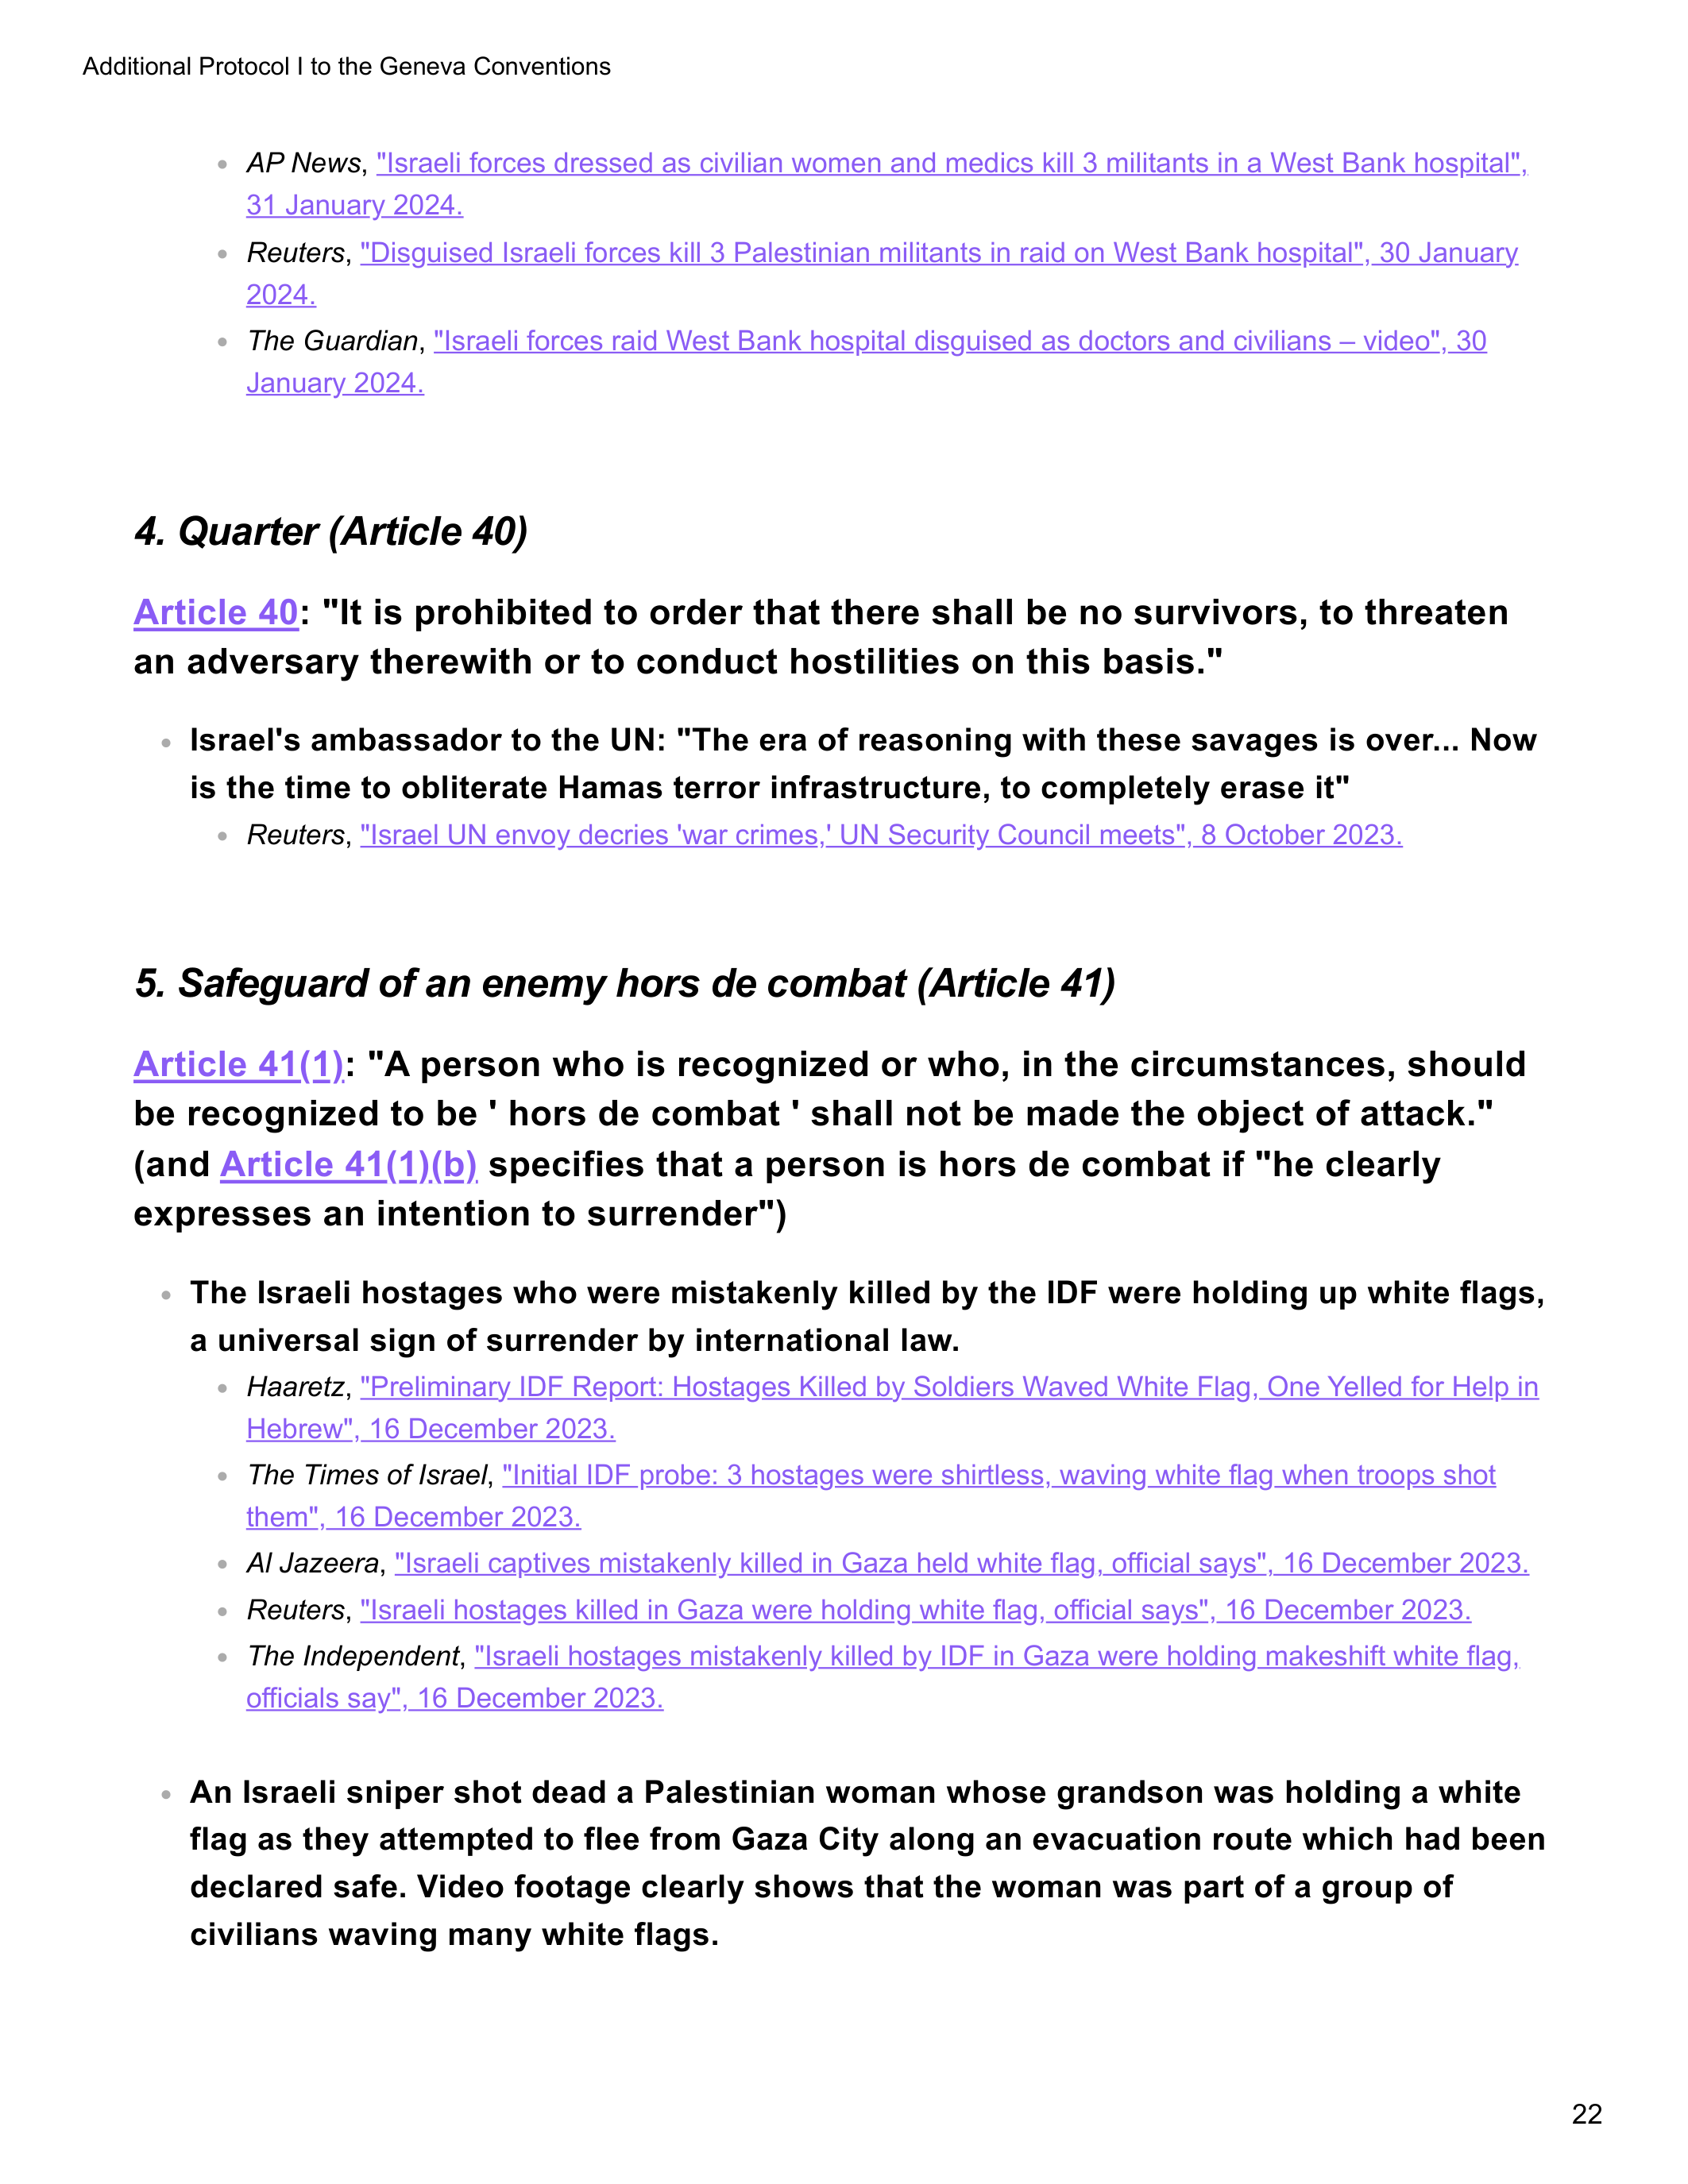 Additional Protocol I to the Geneva Conventions
• AP News, "Israeli forces dressed as civilian women and medics kill 3 militants in a West Bank hospital",
31 January 2024.
• Reuters, "Disguised Israeli forces kill 3 Palestinian militants in raid on West Bank hospital", 30 January
2024.
• The Guardian, "Israeli forces raid West Bank hospital disguised as doctors and civilians – video", 30
January 2024.
4. Quarter (Article 40)
Article 40: "It is prohibited to order that there shall be no survivors, to threaten
an adversary therewith or to conduct hostilities on this basis."
• Israel's ambassador to the UN: "The era of reasoning with these savages is over... Now
is the time to obliterate Hamas terror infrastructure, to completely erase it"
• Reuters, "Israel UN envoy decries 'war crimes,' UN Security Council meets", 8 October 2023.
5. Safeguard of an enemy hors de combat (Article 41)
Article 41(1): "A person who is recognized or who, in the circumstances, should
be recognized to be ' hors de combat ' shall not be made the object of attack."
(and Article 41(1)(b) specifies that a person is hors de combat if "he clearly
expresses an intention to surrender")
• The Israeli hostages who were mistakenly killed by the IDF were holding up white flags,
a universal sign of surrender by international law.
• Haaretz, "Preliminary IDF Report: Hostages Killed by Soldiers Waved White Flag, One Yelled for Help in
Hebrew", 16 December 2023.
• The Times of Israel, "Initial IDF probe: 3 hostages were shirtless, waving white flag when troops shot
them", 16 December 2023.
• Al Jazeera, "Israeli captives mistakenly killed in Gaza held white flag, official says", 16 December 2023.
• Reuters, "Israeli hostages killed in Gaza were holding white flag, official says", 16 December 2023.
• The Independent, "Israeli hostages mistakenly killed by IDF in Gaza were holding makeshift white flag,
officials say", 16 December 2023.
• An Israeli sniper shot dead a Palestinian woman whose grandson was holding a white
flag as they attempted to flee from Gaza City along an evacuation route which had been
declared safe. Video footage clearly shows that the woman was part of a group of
civilians waving many white flags.
22